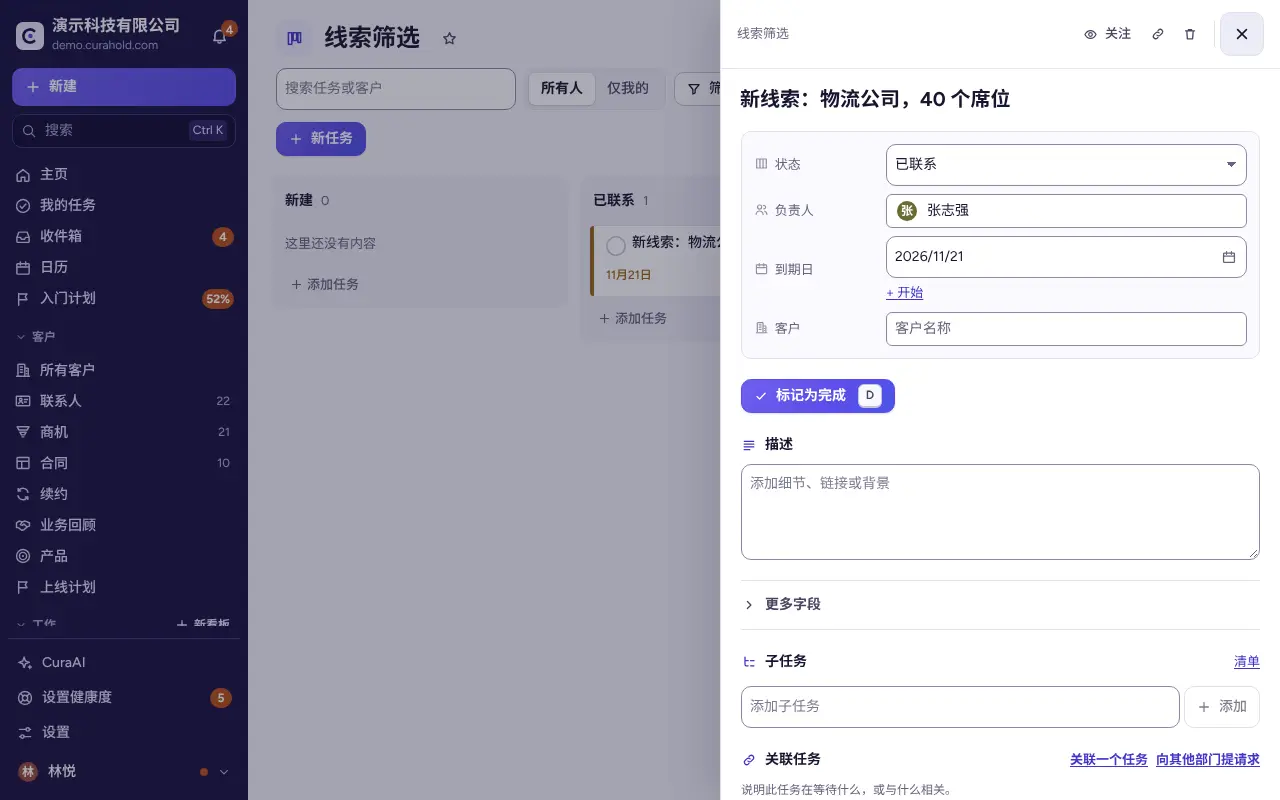 演示科技有限公司
demo.curahold.com
4
新建
搜索
Ctrl K
主页
我的任务
收件箱
4
日历
入门计划
52%
客户
所有客户
联系人
22
商机
21
合同
10
续约
业务回顾
产品
上线计划
工作
新看板
CuraAI
设置健康度
5
设置
林
林悦
线索筛选
搜索任务或客户
所有人
仅我的
筛
新任务
新建 0
这里还没有内容
添加任务
已联系 1
新线索：物流
11月21日
添加任务
线索筛选
关注
新线索：物流公司，40 个席位
状态
已联系
负责人
张
张志强
到期日
2026/11/21
+ 开始
客户
客户名称
标记为完成
D
描述
添加细节、链接或背景
更多字段
子任务
清单
添加子任务
添加
关联任务
关联一个任务
向其他部门提请求
说明此任务在等待什么，或与什么相关。